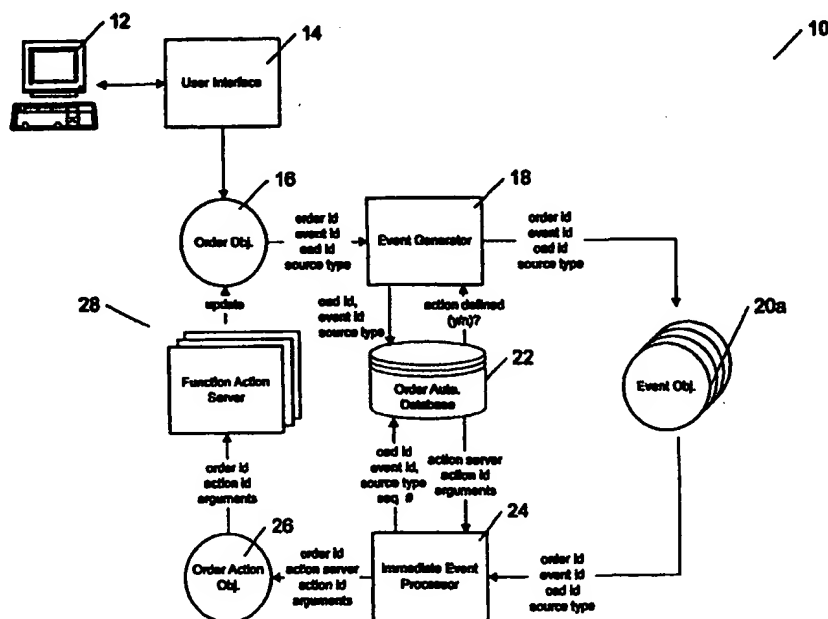 12
14
10
User Interface
16
18
order id
event id
oad id
source type
order id
event id
oad id
source type
Order Obj.
Event Generator
update
28
oad id,
event id
source type
action defined
(y/n)?
20a
22
Function Action
Server
Order Auto.
Database
Event Obj.
order id
action id
arguments
oad id
event id,
source type
seq #
action server
action id
arguments
24
26
Order Action
Obj.
order id
action server
action id
arguments
Immediate Event
Processor
order id
event id
oad id
source type